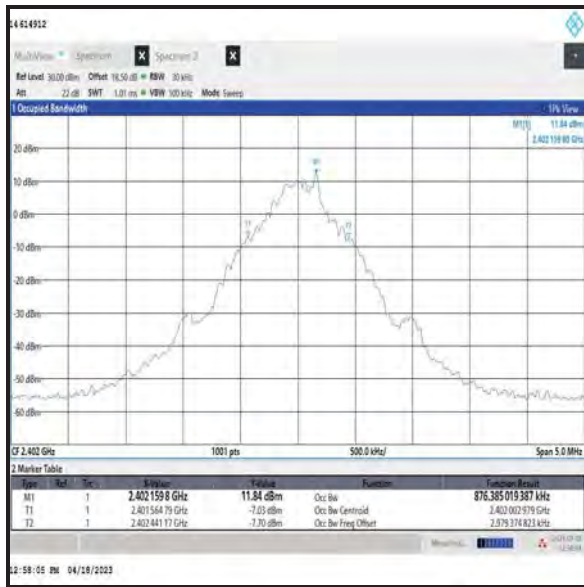 14 614912
MultiView Spectrum X Spectrum 2 X
Ref Level 30.00 dBm Offset 18.50 dB RBW 30 kHz
Att 22 dB SWT 1.01 ms VBW 100 kHz Mode Sweep
1 Occupied Bandwidth 1Pk View
M1[1] 11.84 dBm
2.402 159 80 GHz
M1
20 dBm
10 dBm
0 dBm
T1
T2
-10 dBm
-20 dBm
-30 dBm
-40 dBm
-50 dBm
-60 dBm
CF 2.402 GHz 1001 pts 500.0 kHz/ Span 5.0 MHz
2 Marker Table
Type Ref Trc X-Value Y-Value Function Function Result
M1 1 2.402 159 8 GHz 11.84 dBm Occ Bw 876.385 019 387 kHz
T1 1 2.401 564 79 GHz -7.03 dBm Occ Bw Centroid 2.402 002 979 GHz
T2 1 2.402 441 17 GHz -7.70 dBm Occ Bw Freq Offset 2.979 374 823 kHz
12:58:05 PM 04/18/2023